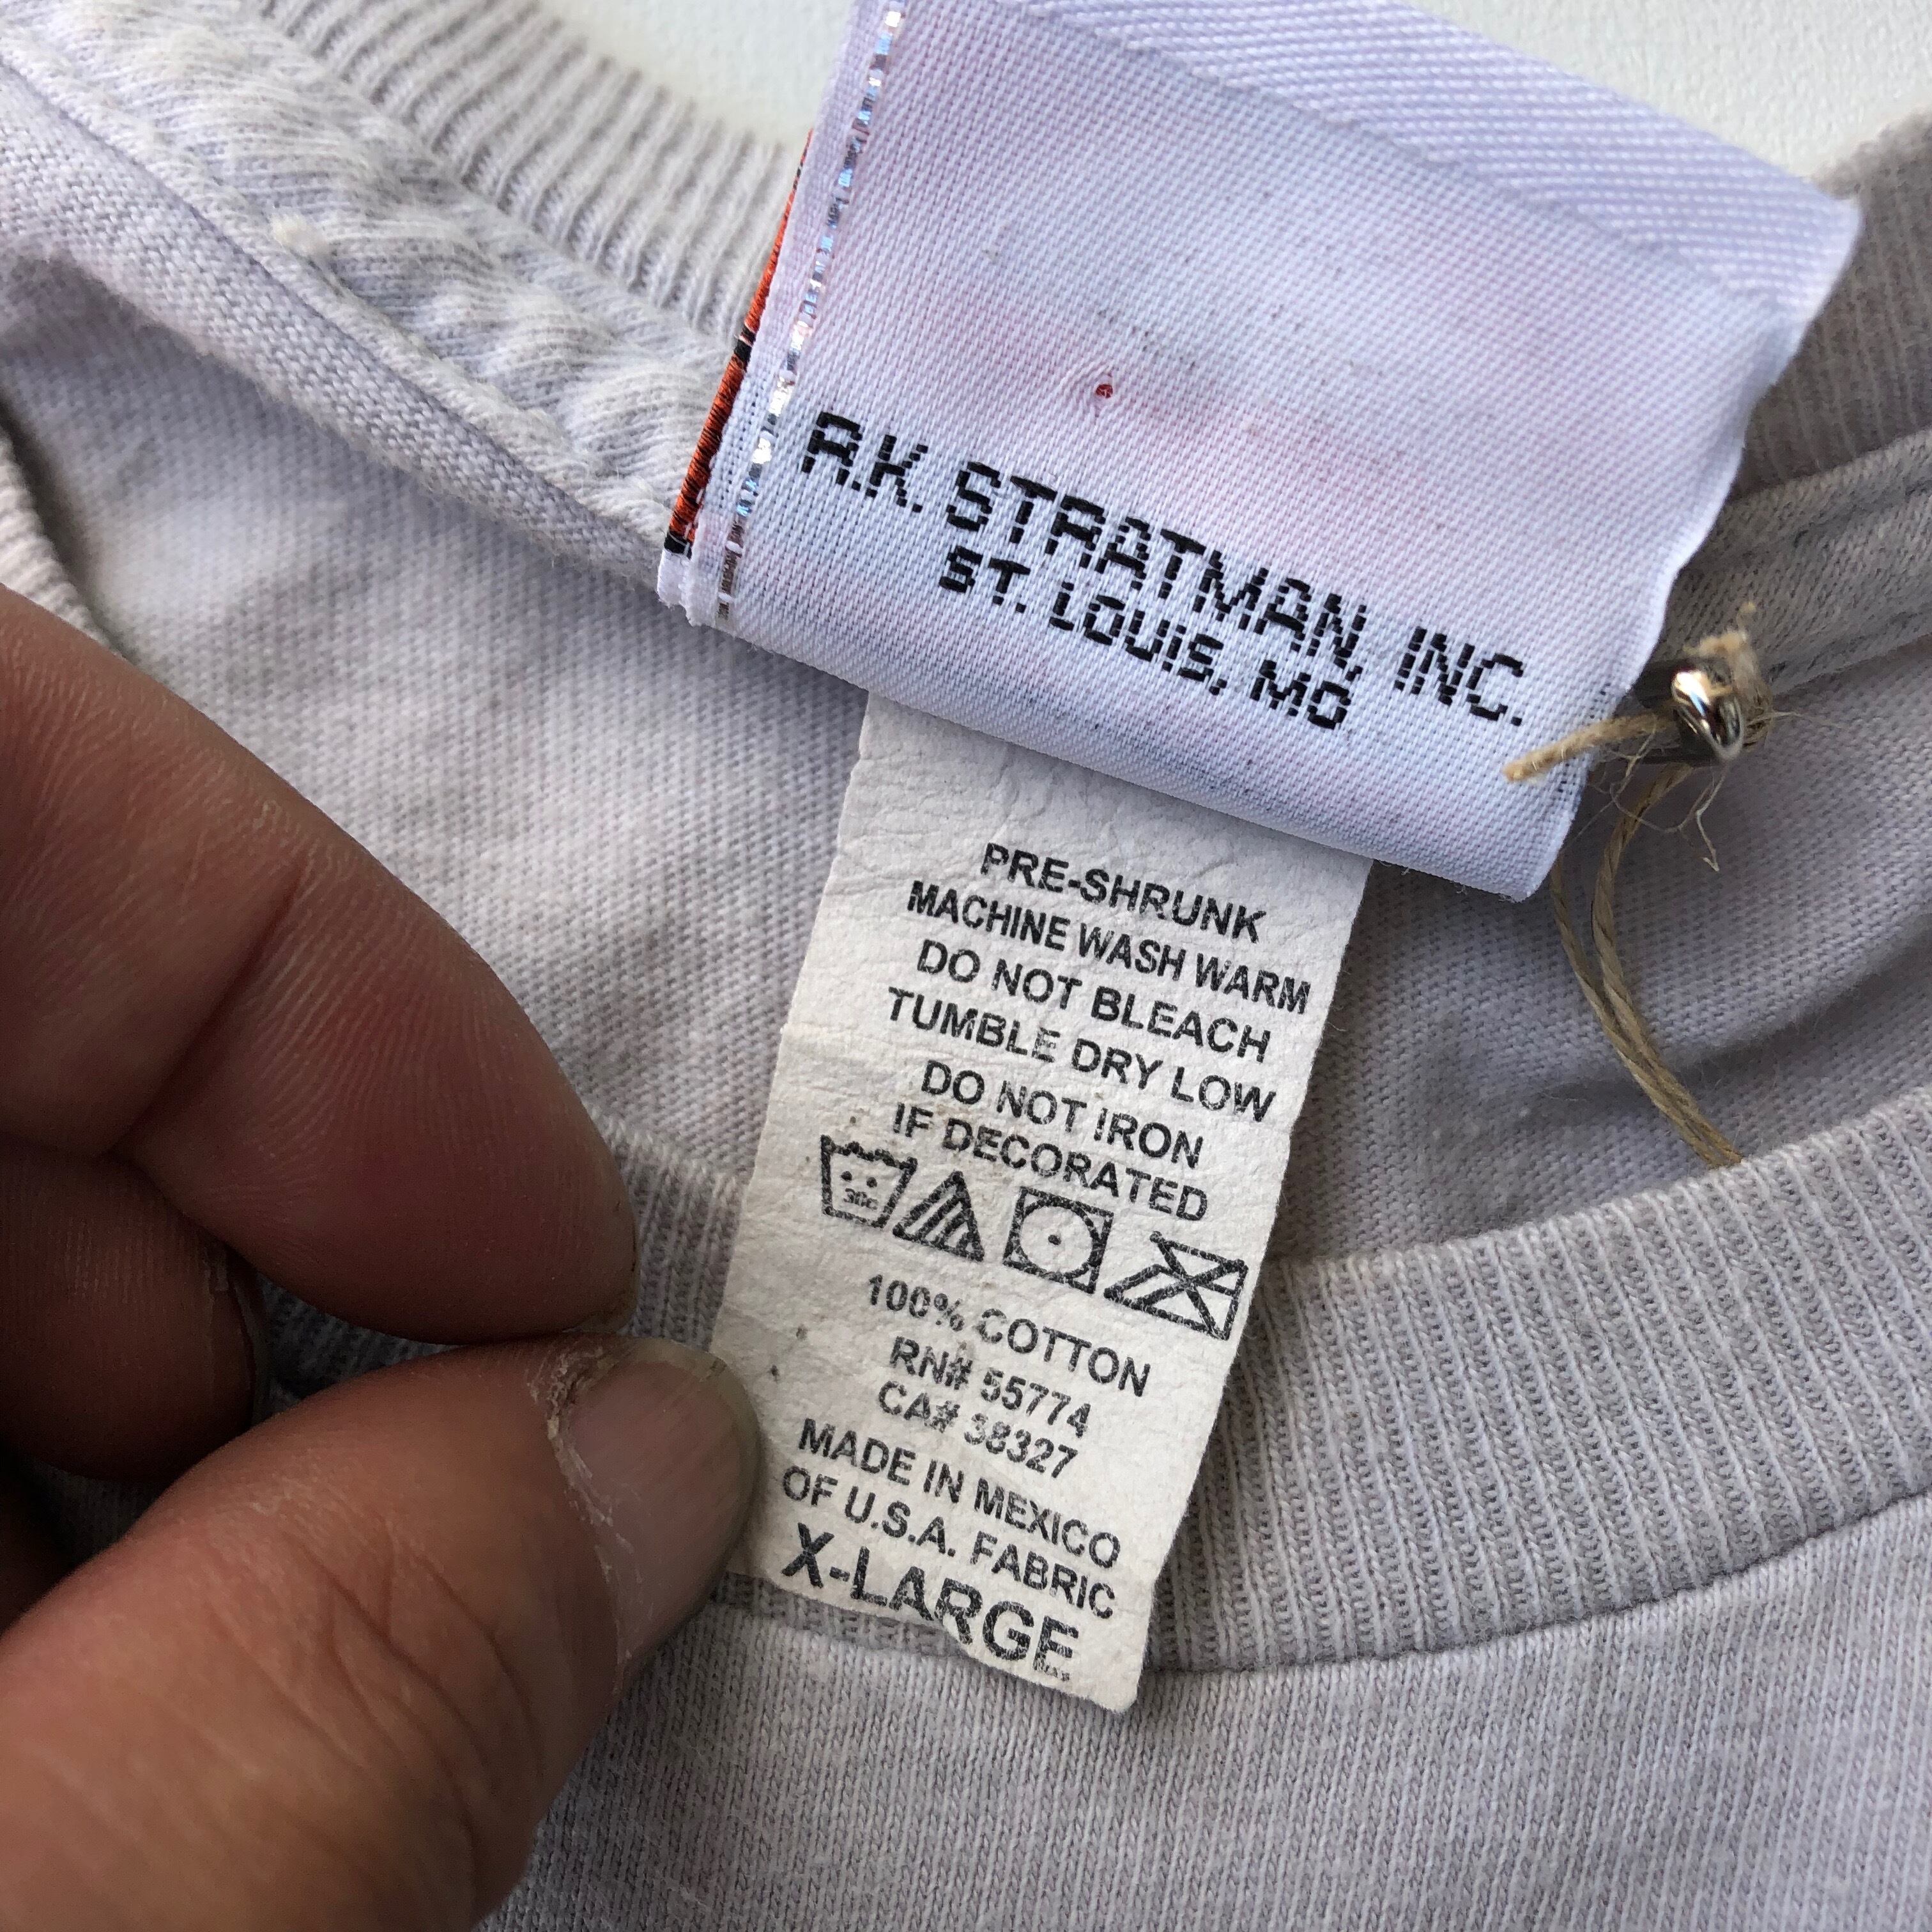 R.K. STRATMAN, INC.
ST. LOUIS, MO
PRE-SHRUNK
MACHINE WASH WARM
DO NOT BLEACH
TUMBLE DRY LOW
DO NOT IRON
IF DECORATED
100% COTTON
RN# 55774
CA# 38327
MADE IN MEXICO
OF U.S.A. FABRIC
X-LARGE